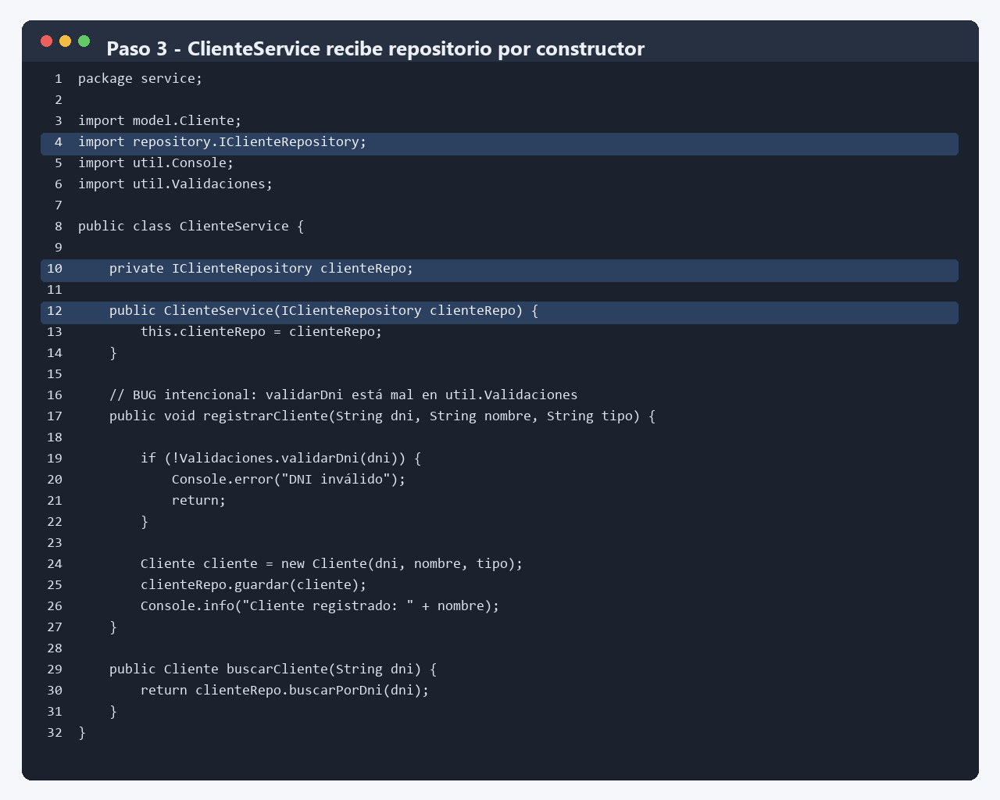 Paso 3 - ClienteService recibe repositorio por constructor
1 package service;
2
3 import model.Cliente;
4 import repository.IClienteRepository;
5 import util.Console;
6 import util.Validaciones;
7
8 public class ClienteService {
9
10     private IClienteRepository clienteRepo;
11
12     public ClienteService(IClienteRepository clienteRepo) {
13         this.clienteRepo = clienteRepo;
14     }
15
16     // BUG intencional: validarDni está mal en util.Validaciones
17     public void registrarCliente(String dni, String nombre, String tipo) {
18
19         if (!Validaciones.validarDni(dni)) {
20             Console.error("DNI inválido");
21             return;
22         }
23
24         Cliente cliente = new Cliente(dni, nombre, tipo);
25         clienteRepo.guardar(cliente);
26         Console.info("Cliente registrado: " + nombre);
27     }
28
29     public Cliente buscarCliente(String dni) {
30         return clienteRepo.buscarPorDni(dni);
31     }
32 }